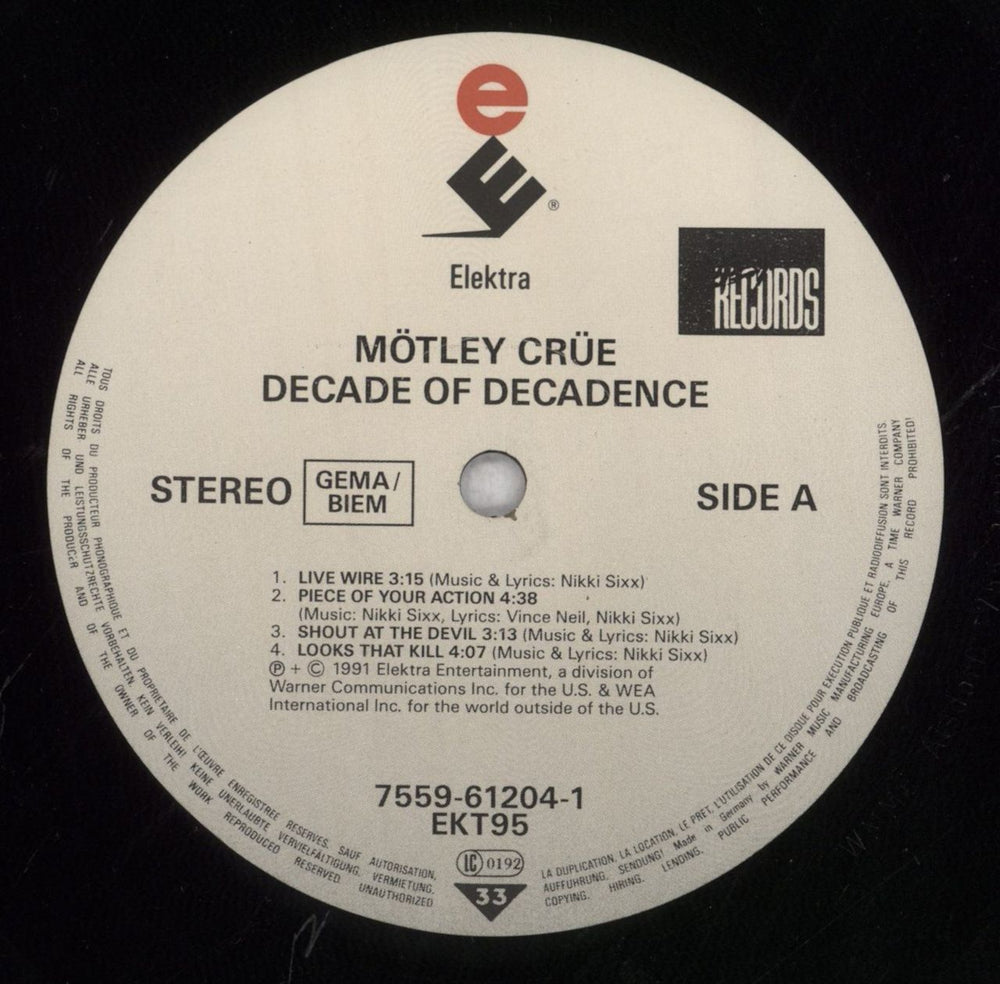 e
E ®
Elektra
RECORDS
MÖTLEY CRÜE
DECADE OF DECADENCE
STEREO
GEMA/
BIEM
SIDE A
1. LIVE WIRE 3:15 (Music & Lyrics: Nikki Sixx)
2. PIECE OF YOUR ACTION 4:38
(Music: Nikki Sixx, Lyrics: Vince Neil, Nikki Sixx)
3. SHOUT AT THE DEVIL 3:13 (Music & Lyrics: Nikki Sixx)
4. LOOKS THAT KILL 4:07 (Music & Lyrics: Nikki Sixx)
℗ + © 1991 Elektra Entertainment, a division of
Warner Communications Inc. for the U.S. & WEA
International Inc. for the world outside of the U.S.
7559-61204-1
EKT95
LC 0192
33
TOUS DROITS DU PRODUCTEUR PHONOGRAPHIQUE ET DU PROPRIETAIRE DE L'ŒUVRE ENREGISTREE RESERVES. SAUF AUTORISATION,
LA DUPLICATION, LA LOCATION, LE PRET, L'UTILISATION DE CE DISQUE POUR EXECUTION PUBLIQUE ET RADIODIFFUSION SONT INTERDITS.
ALLE URHEBER UND LEISTUNGSSCHUTZRECHTE VORBEHALTEN. KEIN VERLEIH! KEINE UNERLAUBTE VERVIELFÄLTIGUNG, VERMIETUNG,
AUFFUHRUNG, SENDUNG! Made in Germany by WARNER MUSIC MANUFACTURING EUROPE, A TIME WARNER COMPANY
ALL RIGHTS OF THE PRODUCER AND OF THE OWNER OF THE WORK REPRODUCED RESERVED. UNAUTHORIZED
COPYING, HIRING, LENDING, PUBLIC PERFORMANCE AND BROADCASTING OF THIS RECORD PROHIBITED!